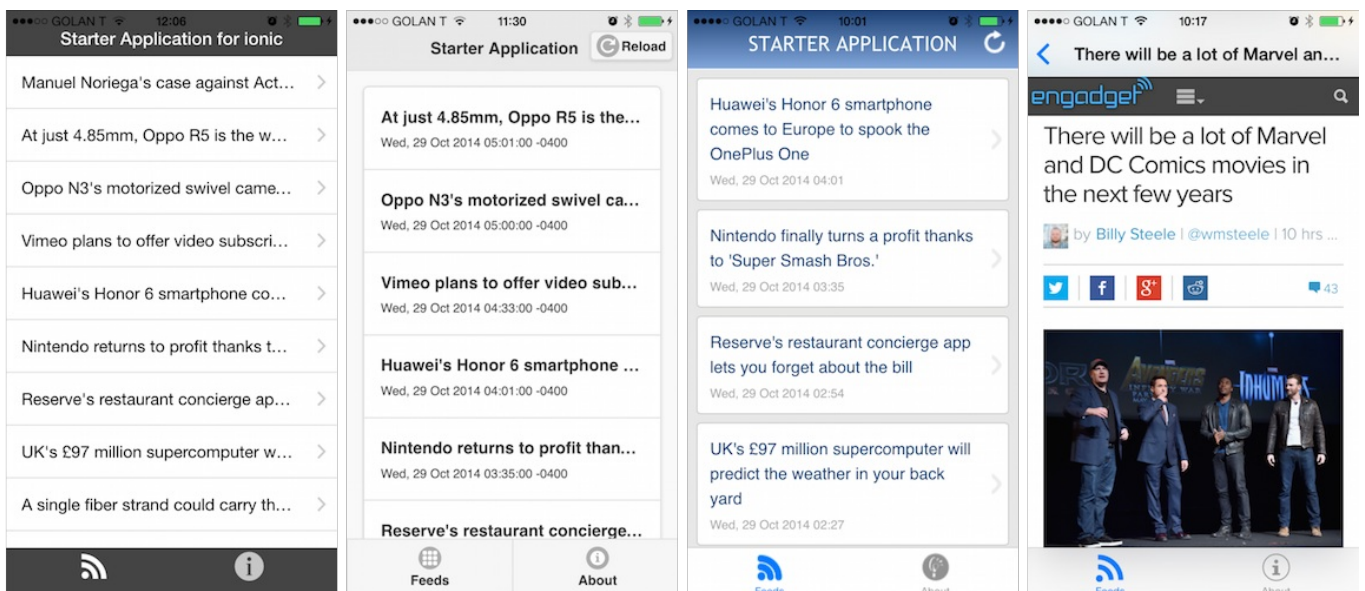 GOLAN T 12:06
Starter Application for ionic
Manuel Noriega's case against Act...
At just 4.85mm, Oppo R5 is the w...
Oppo N3's motorized swivel came...
Vimeo plans to offer video subscri...
Huawei's Honor 6 smartphone co...
Nintendo returns to profit thanks t...
Reserve's restaurant concierge ap...
UK's £97 million supercomputer w...
A single fiber strand could carry th...
GOLAN T 11:30
Starter Application Reload
At just 4.85mm, Oppo R5 is the...
Wed, 29 Oct 2014 05:01:00 -0400
Oppo N3's motorized swivel ca...
Wed, 29 Oct 2014 05:00:00 -0400
Vimeo plans to offer video sub...
Wed, 29 Oct 2014 04:33:00 -0400
Huawei's Honor 6 smartphone ...
Wed, 29 Oct 2014 04:01:00 -0400
Nintendo returns to profit than...
Wed, 29 Oct 2014 03:35:00 -0400
Reserve's restaurant concierge...
Feeds About
GOLAN T 10:01
STARTER APPLICATION
Huawei's Honor 6 smartphone
comes to Europe to spook the
OnePlus One
Wed, 29 Oct 2014 04:01
Nintendo finally turns a profit thanks
to 'Super Smash Bros.'
Wed, 29 Oct 2014 03:35
Reserve's restaurant concierge app
lets you forget about the bill
Wed, 29 Oct 2014 02:54
UK's £97 million supercomputer will
predict the weather in your back
yard
Wed, 29 Oct 2014 02:27
Feeds About
GOLAN T 10:17
There will be a lot of Marvel an...
engadget
There will be a lot of Marvel
and DC Comics movies in
the next few years
by Billy Steele | @wmsteele | 10 hrs ...
43
AVENGERS
INHUMANS
Feeds About